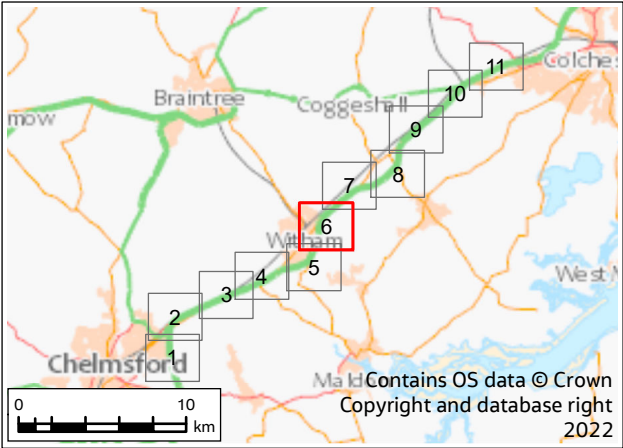 11
Colches
Braintree
10
Coggeshall
mow
9
7
8
6
Witham
5
4
West M
3
2
Chelmsford
1
Mald
Contains OS data © Crown
Copyright and database right
2022
0 10
km